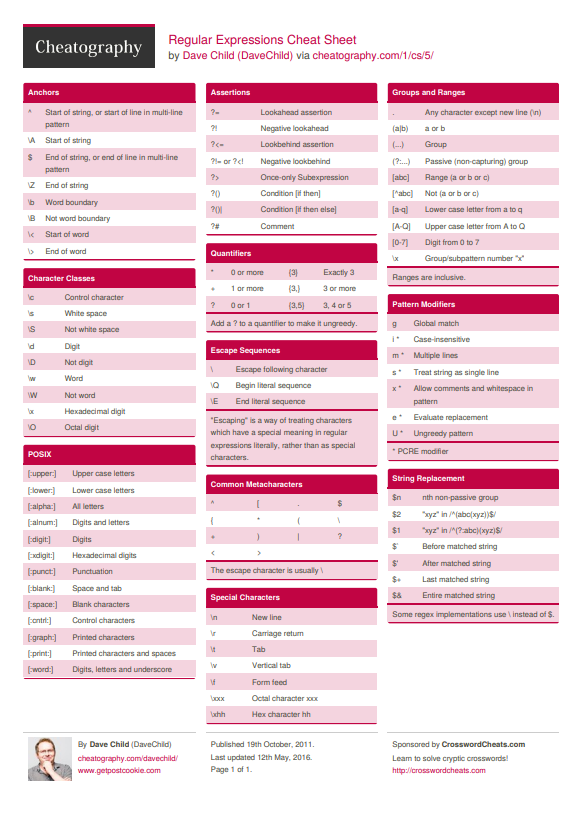 Cheatography
Regular Expressions Cheat Sheet
by Dave Child (DaveChild) via cheatography.com/1/cs/5/
Anchors
^ Start of string, or start of line in multi-line
pattern
\A Start of string
$ End of string, or end of line in multi-line
pattern
\Z End of string
\b Word boundary
\B Not word boundary
\< Start of word
\> End of word
Character Classes
\c Control character
\s White space
\S Not white space
\d Digit
\D Not digit
\w Word
\W Not word
\x Hexadecimal digit
\O Octal digit
POSIX
[:upper:] Upper case letters
[:lower:] Lower case letters
[:alpha:] All letters
[:alnum:] Digits and letters
[:digit:] Digits
[:xdigit:] Hexadecimal digits
[:punct:] Punctuation
[:blank:] Space and tab
[:space:] Blank characters
[:cntrl:] Control characters
[:graph:] Printed characters
[:print:] Printed characters and spaces
[:word:] Digits, letters and underscore
Assertions
?= Lookahead assertion
?! Negative lookahead
?<= Lookbehind assertion
?!= or ?<! Negative lookbehind
?> Once-only Subexpression
?() Condition [if then]
?()| Condition [if then else]
?# Comment
Quantifiers
* 0 or more {3} Exactly 3
+ 1 or more {3,} 3 or more
? 0 or 1 {3,5} 3, 4 or 5
Add a ? to a quantifier to make it ungreedy.
Escape Sequences
\ Escape following character
\Q Begin literal sequence
\E End literal sequence
"Escaping" is a way of treating characters
which have a special meaning in regular
expressions literally, rather than as special
characters.
Common Metacharacters
^ [ . $
{ * ( \
+ ) | ?
< >
The escape character is usually \
Special Characters
\n New line
\r Carriage return
\t Tab
\v Vertical tab
\f Form feed
\xxx Octal character xxx
\xhh Hex character hh
Groups and Ranges
. Any character except new line (\n)
(a|b) a or b
(...) Group
(?:...) Passive (non-capturing) group
[abc] Range (a or b or c)
[^abc] Not (a or b or c)
[a-q] Lower case letter from a to q
[A-Q] Upper case letter from A to Q
[0-7] Digit from 0 to 7
\x Group/subpattern number "x"
Ranges are inclusive.
Pattern Modifiers
g Global match
i * Case-insensitive
m * Multiple lines
s * Treat string as single line
x * Allow comments and whitespace in
pattern
e * Evaluate replacement
U * Ungreedy pattern
* PCRE modifier
String Replacement
$n nth non-passive group
$2 "xyz" in /^(abc(xyz))$/
$1 "xyz" in /^(?:abc)(xyz)$/
$` Before matched string
$' After matched string
$+ Last matched string
$& Entire matched string
Some regex implementations use \ instead of $.
By Dave Child (DaveChild)
cheatography.com/davechild/
www.getpostcookie.com
Published 19th October, 2011.
Last updated 12th May, 2016.
Page 1 of 1.
Sponsored by CrosswordCheats.com
Learn to solve cryptic crosswords!
http://crosswordcheats.com